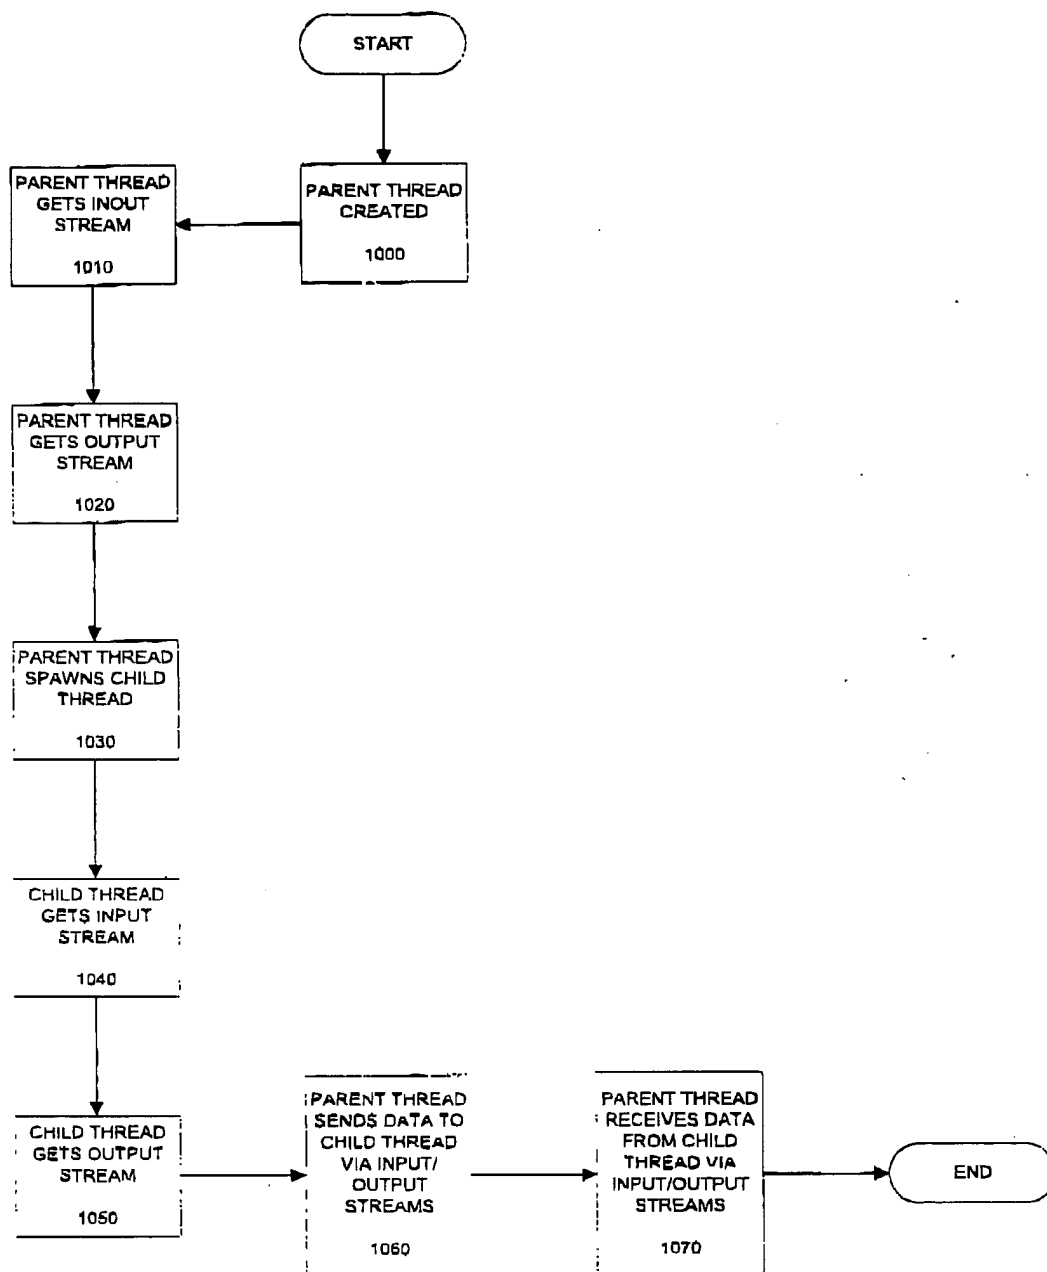 START
PARENT THREAD
CREATED
1000
PARENT THREAD
GETS INOUT
STREAM
1010
PARENT THREAD
GETS OUTPUT
STREAM
1020
PARENT THREAD
SPAWNS CHILD
THREAD
1030
CHILD THREAD
GETS INPUT
STREAM
1040
CHILD THREAD
GETS OUTPUT
STREAM
1050
PARENT THREAD
SENDS DATA TO
CHILD THREAD
VIA INPUT/
OUTPUT
STREAMS
1060
PARENT THREAD
RECEIVES DATA
FROM CHILD
THREAD VIA
INPUT/OUTPUT
STREAMS
1070
END